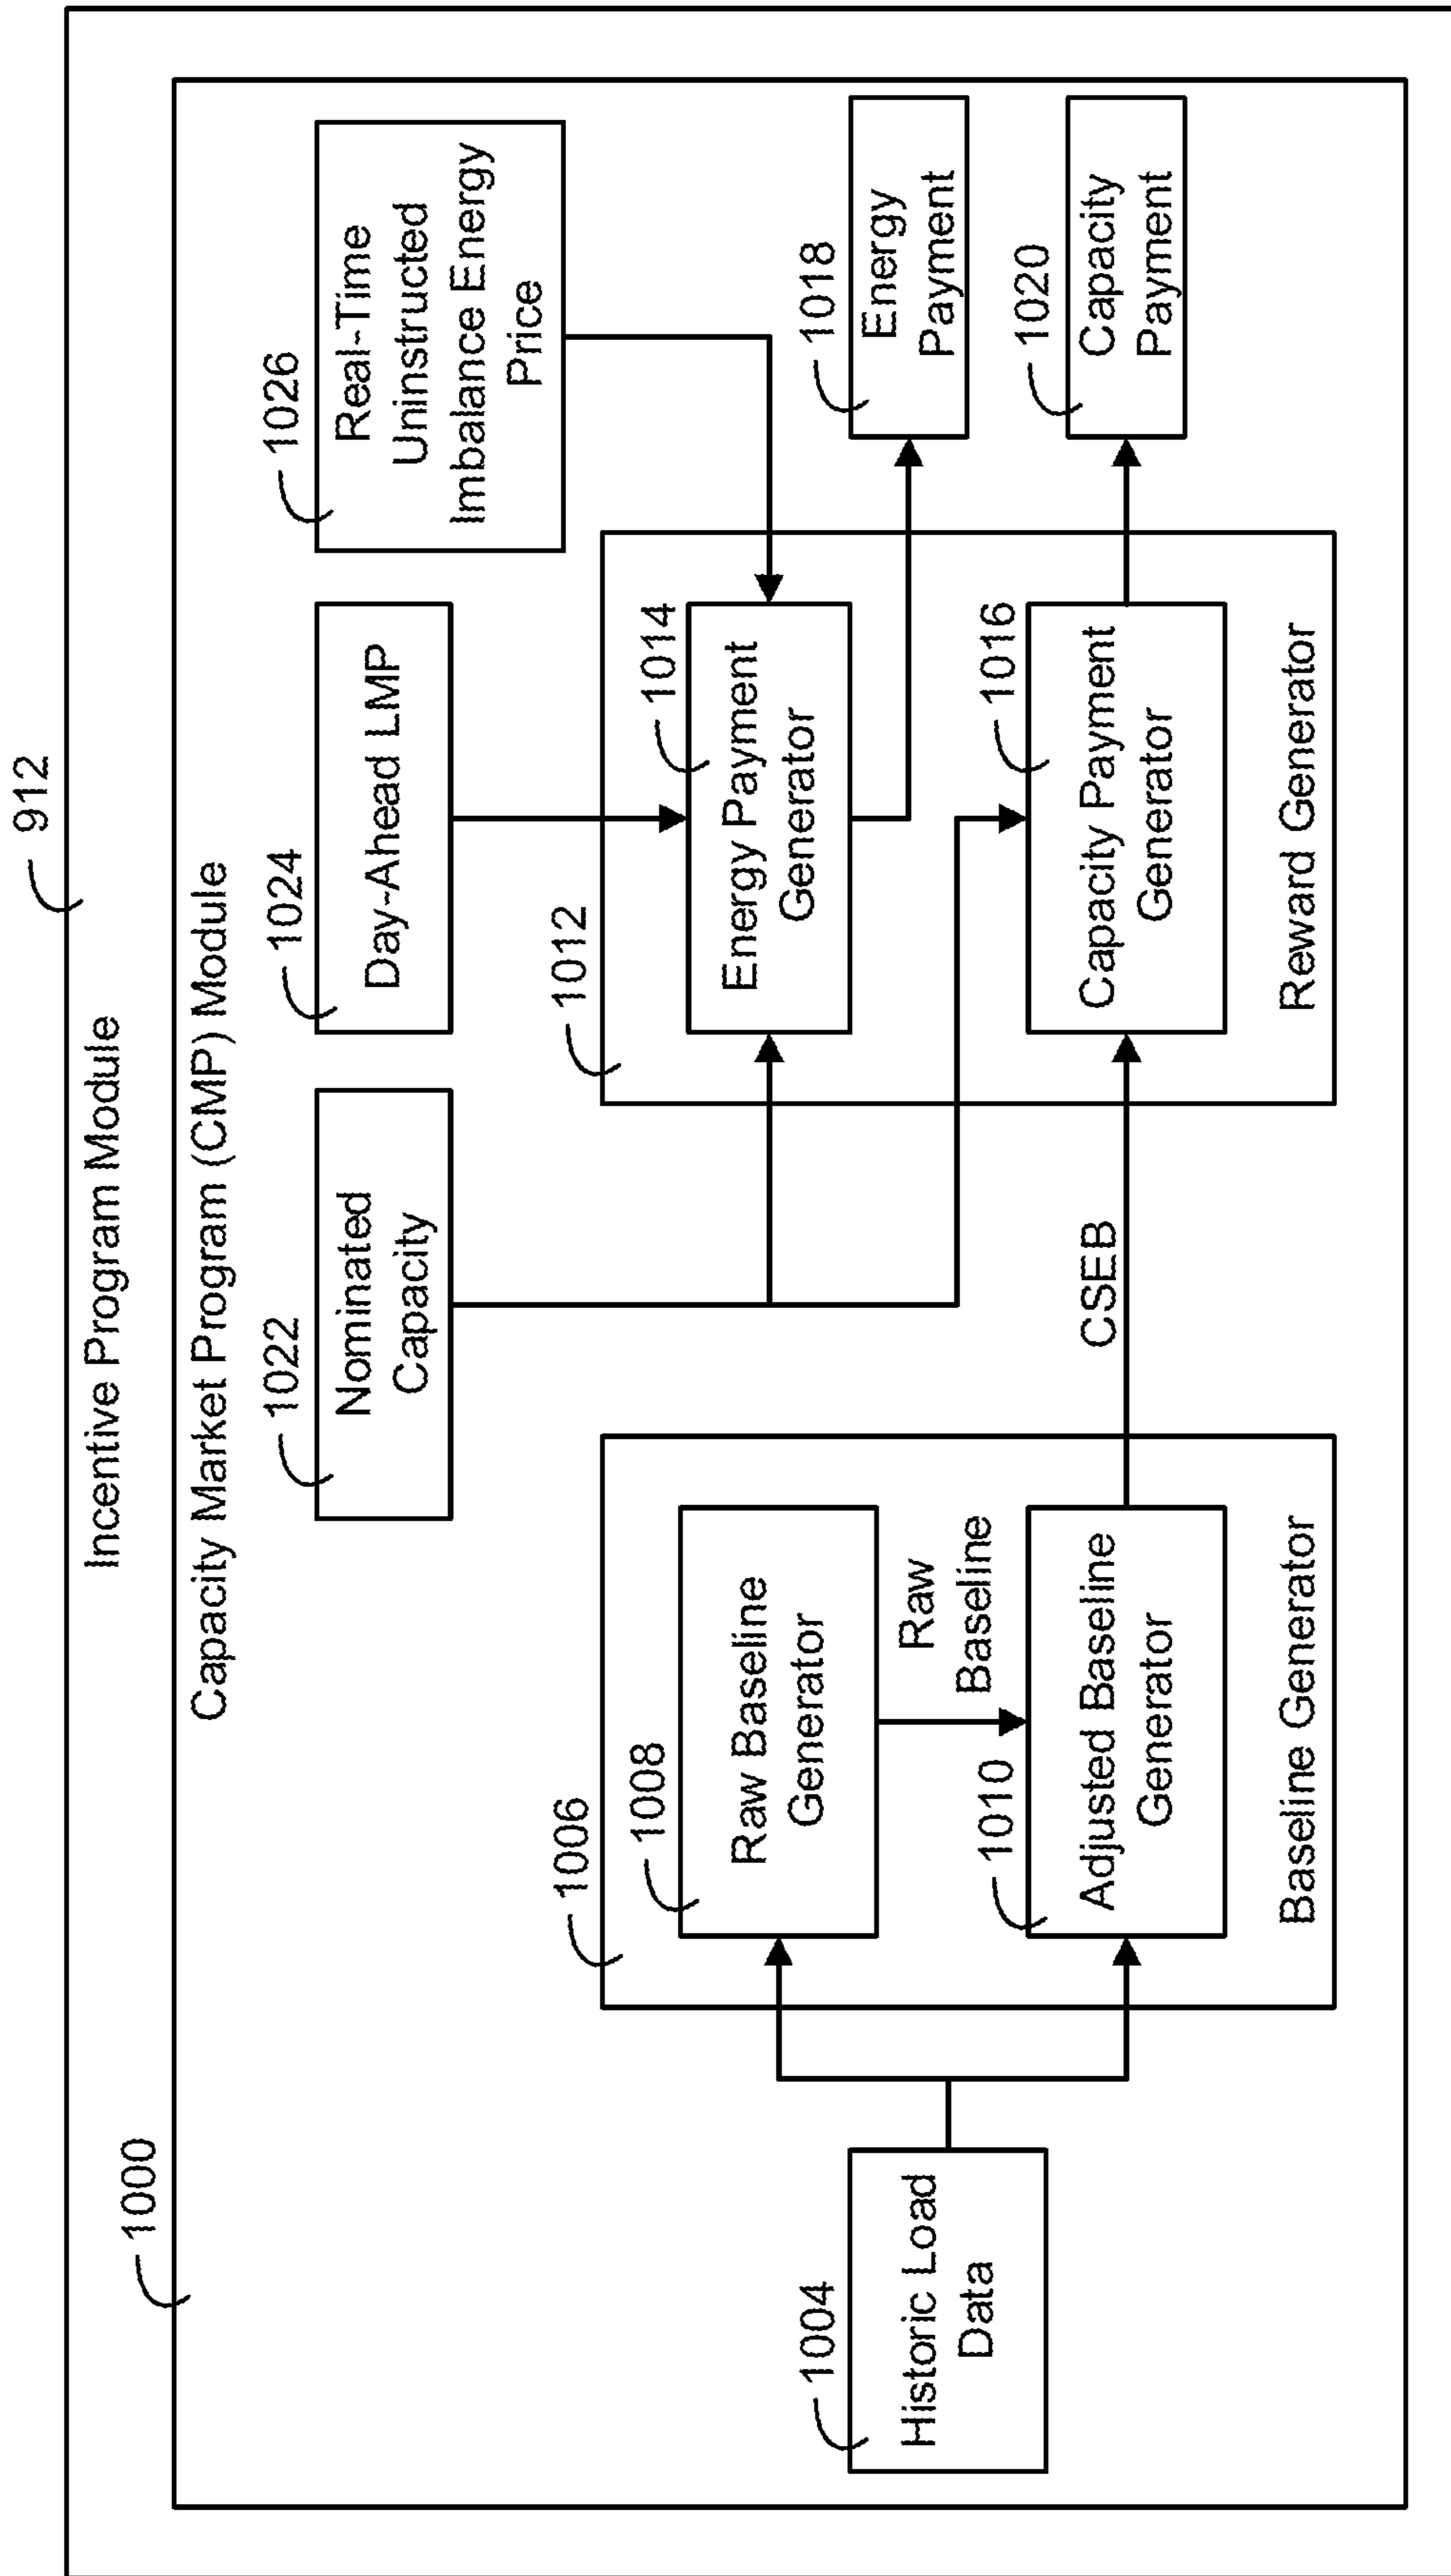 912
Incentive Program Module
1000
Capacity Market Program (CMP) Module
1022
Nominated
Capacity
1024
Day-Ahead LMP
1026
Real-Time
Uninstructed
Imbalance Energy
Price
1004
Historic Load
Data
1006
1008
Raw Baseline
Generator
Raw
Baseline
1010
Adjusted Baseline
Generator
Baseline Generator
CSEB
1012
1014
Energy Payment
Generator
1016
Capacity Payment
Generator
Reward Generator
1018
Energy
Payment
1020
Capacity
Payment